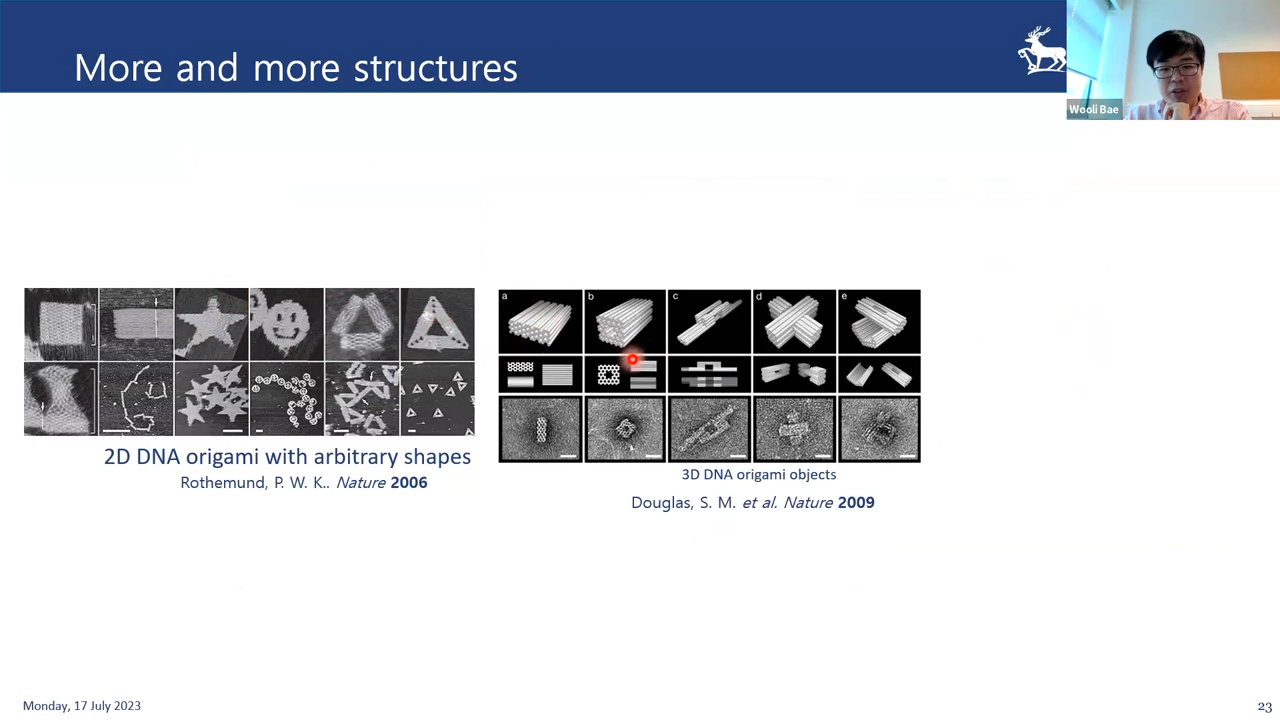 More and more structures
Wooli Bae
a b c d e
2D DNA origami with arbitrary shapes
Rothemund, P. W. K.. Nature 2006
3D DNA origami objects
Douglas, S. M. et al. Nature 2009
Monday, 17 July 2023
23